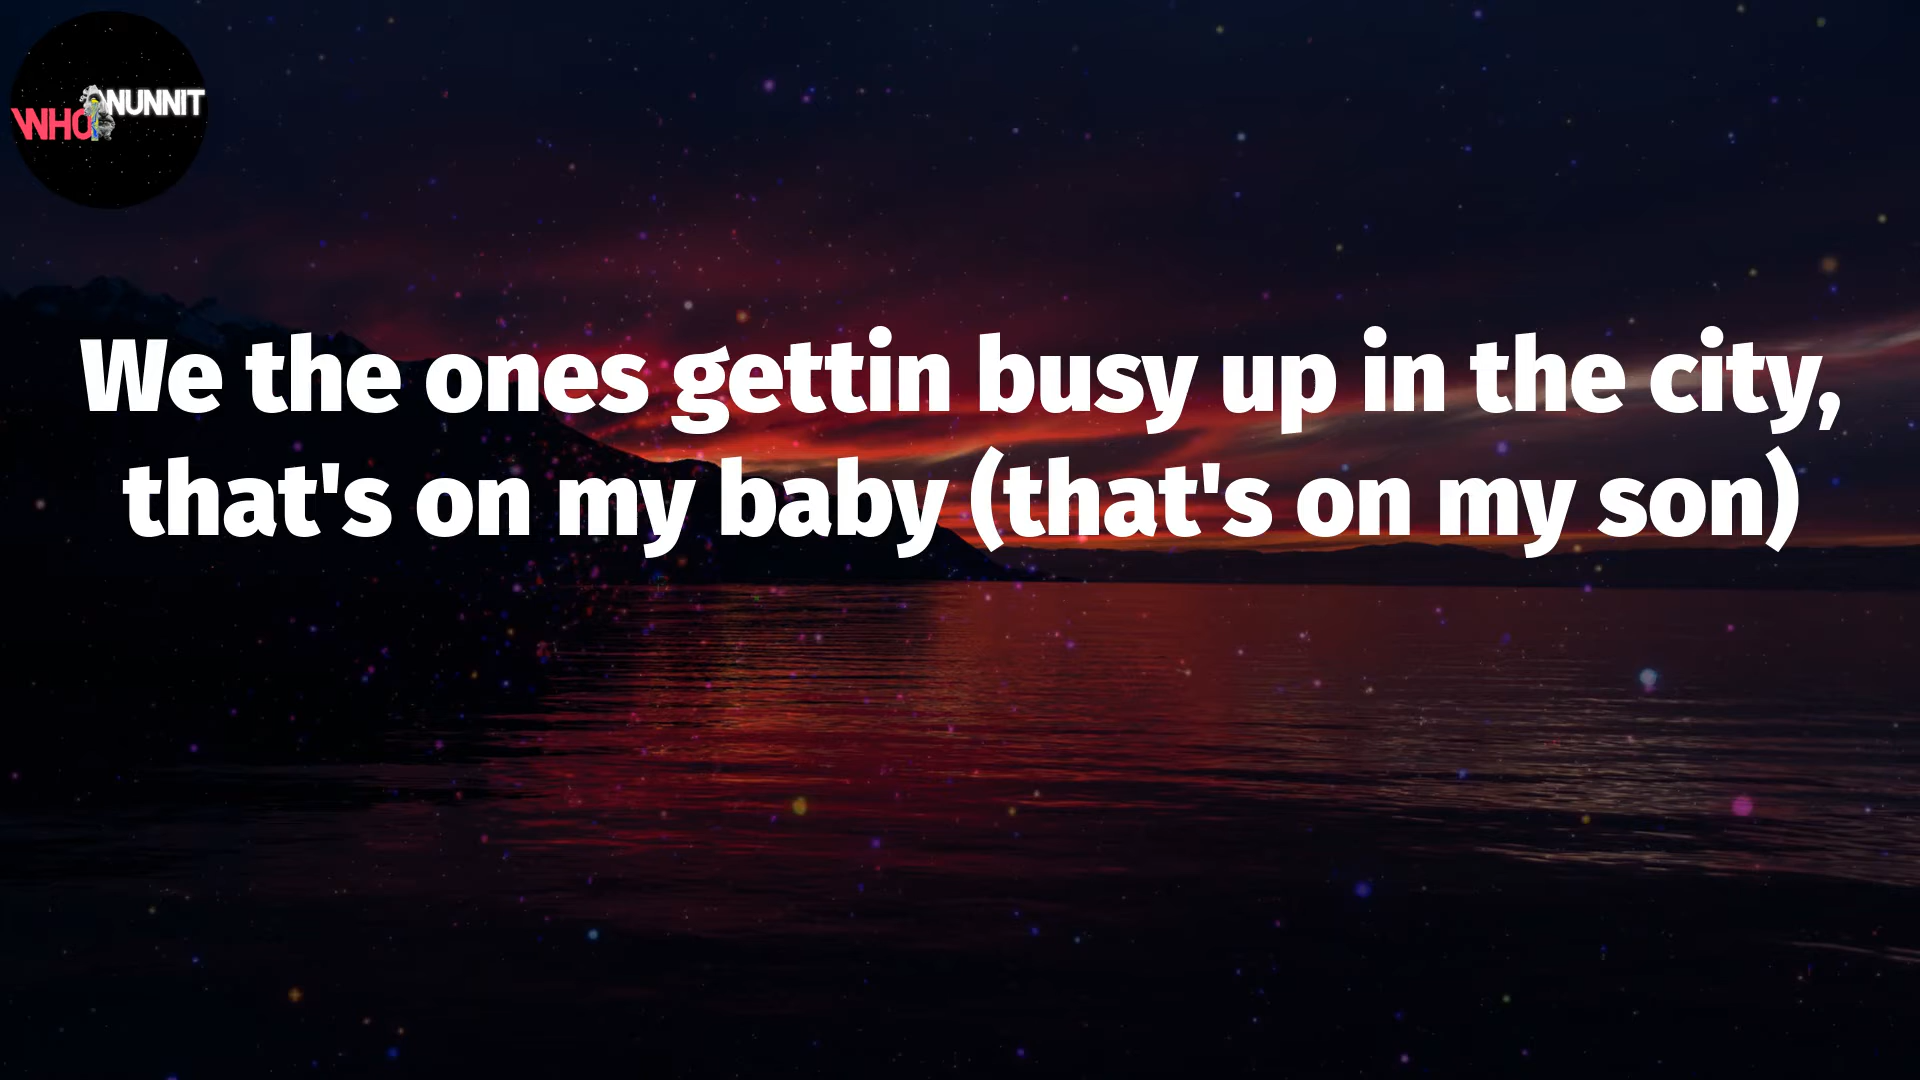 WHO NUNNIT
We the ones gettin busy up in the city,
that's on my baby (that's on my son)